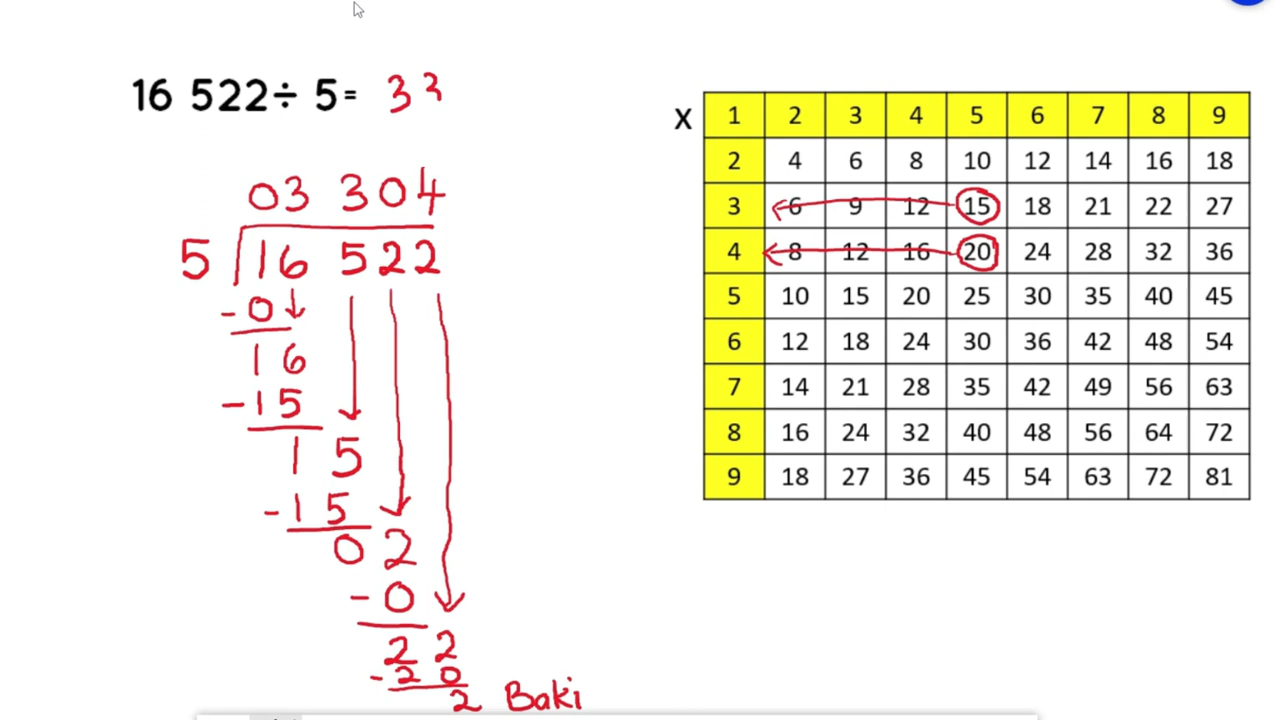 16 522÷ 5= 33
03 304
5 16 522
-0
16
-15
15
-15
02
-0
22
-20
2 Baki
X 1 2 3 4 5 6 7 8 9
2 4 6 8 10 12 14 16 18
3 6 9 12 15 18 21 22 27
4 8 12 16 20 24 28 32 36
5 10 15 20 25 30 35 40 45
6 12 18 24 30 36 42 48 54
7 14 21 28 35 42 49 56 63
8 16 24 32 40 48 56 64 72
9 18 27 36 45 54 63 72 81